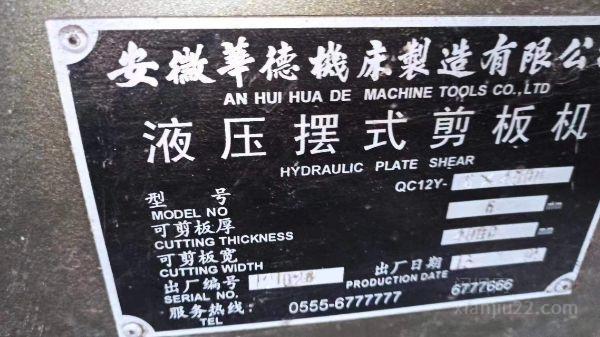 安徽华德機床製造有限公
AN HUI HUA DE MACHINE TOOLS CO.,LTD
液压摆式剪板机
HYDRAULIC PLATE SHEAR
型号 QC12Y-
MODEL NO
可剪板厚 6 mm
CUTTING THICKNESS
可剪板宽 mm
CUTTING WIDTH
出厂编号 出厂日期
SERIAL NO. PRODUCTION DATE
服务热线: 0555-6777777 6777666
TEL
xianjiu22.com